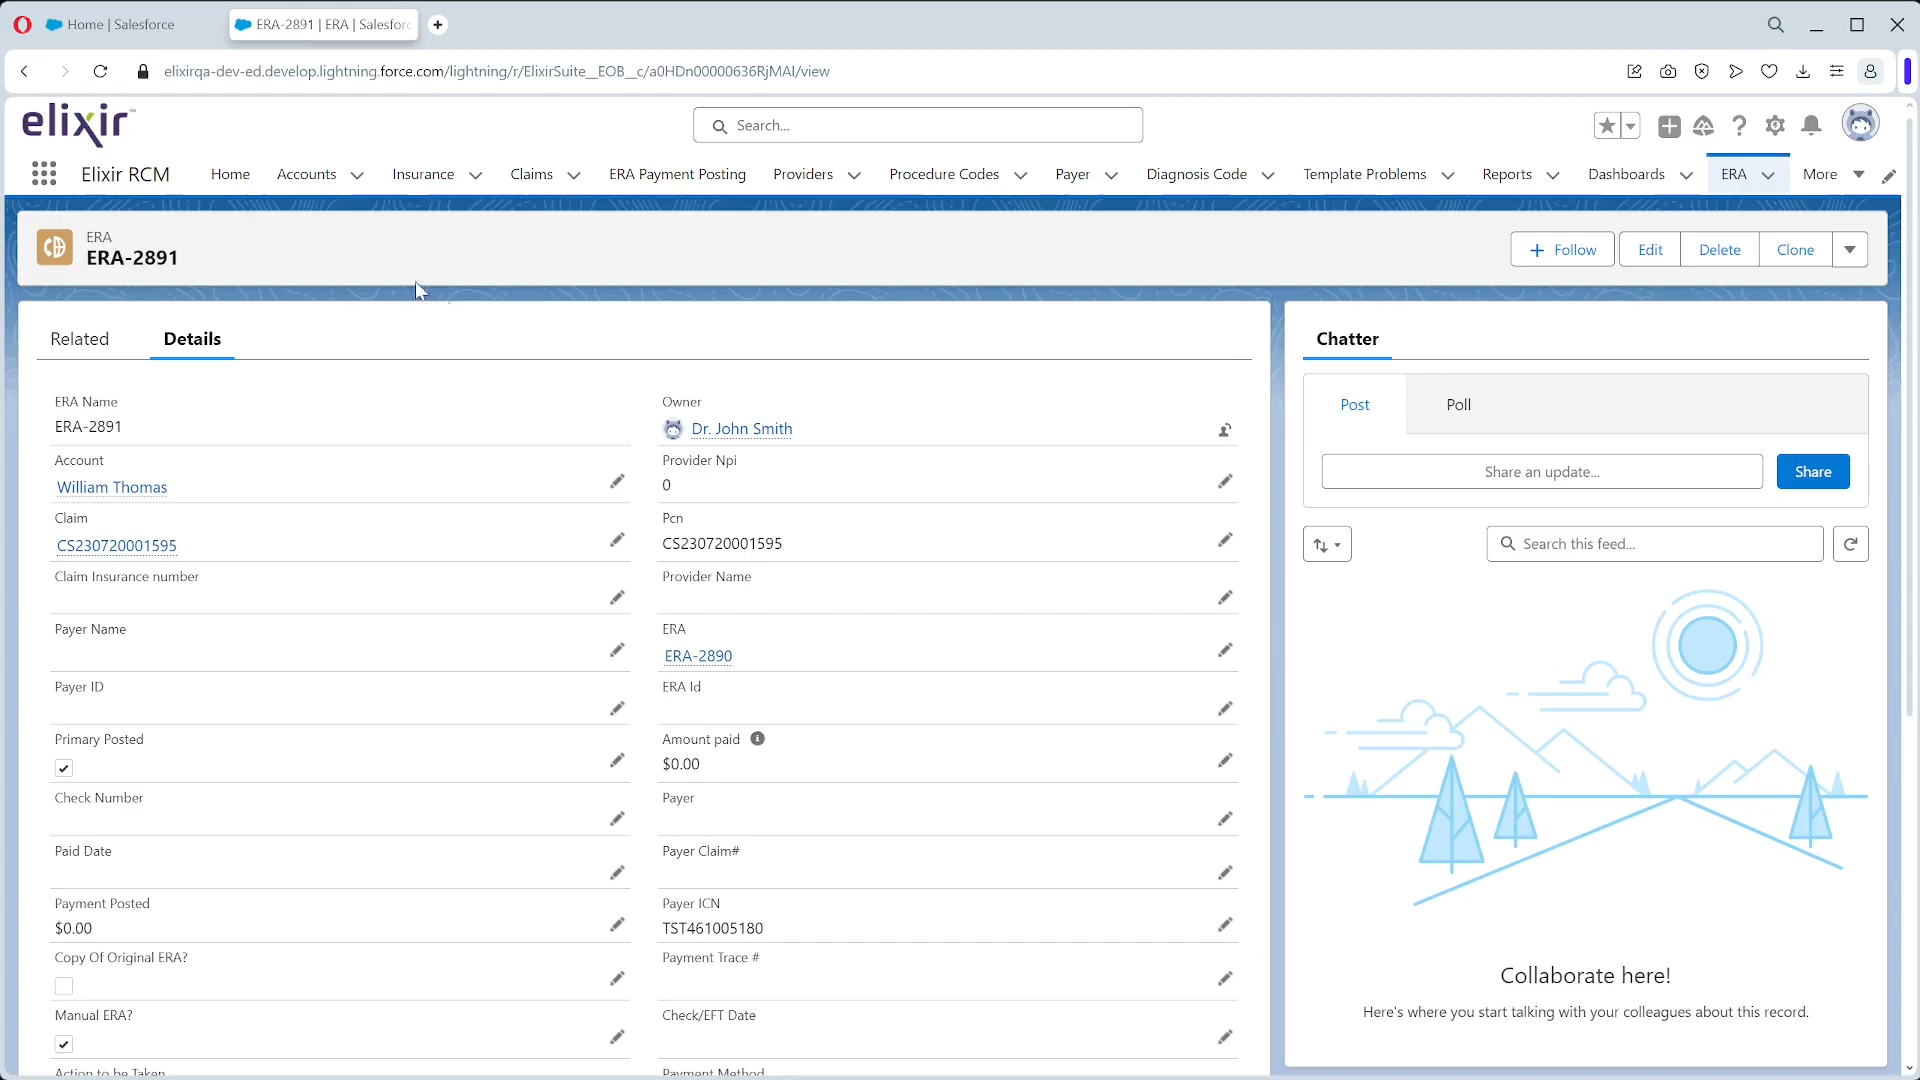 Home | Salesforce
ERA-2891 | ERA | Salesforc
elixirqa-dev-ed.develop.lightning.force.com/lightning/r/ElixirSuite__EOB__c/a0HDn00000636RjMAI/view
elixir™
Search...
Elixir RCM
Home
Accounts
Insurance
Claims
ERA Payment Posting
Providers
Procedure Codes
Payer
Diagnosis Code
Template Problems
Reports
Dashboards
ERA
More
ERA
ERA-2891
Follow
Edit
Delete
Clone
Related
Details
ERA Name
ERA-2891
Owner
Dr. John Smith
Account
William Thomas
Provider Npi
0
Claim
CS230720001595
Pcn
CS230720001595
Claim Insurance number
Provider Name
Payer Name
ERA
ERA-2890
Payer ID
ERA Id
Primary Posted
Amount paid
$0.00
Check Number
Payer
Paid Date
Payer Claim#
Payment Posted
$0.00
Payer ICN
TST461005180
Copy Of Original ERA?
Payment Trace #
Manual ERA?
Check/EFT Date
Action to be Taken
Payment Method
Chatter
Post
Poll
Share an update...
Share
Search this feed...
Collaborate here!
Here's where you start talking with your colleagues about this record.